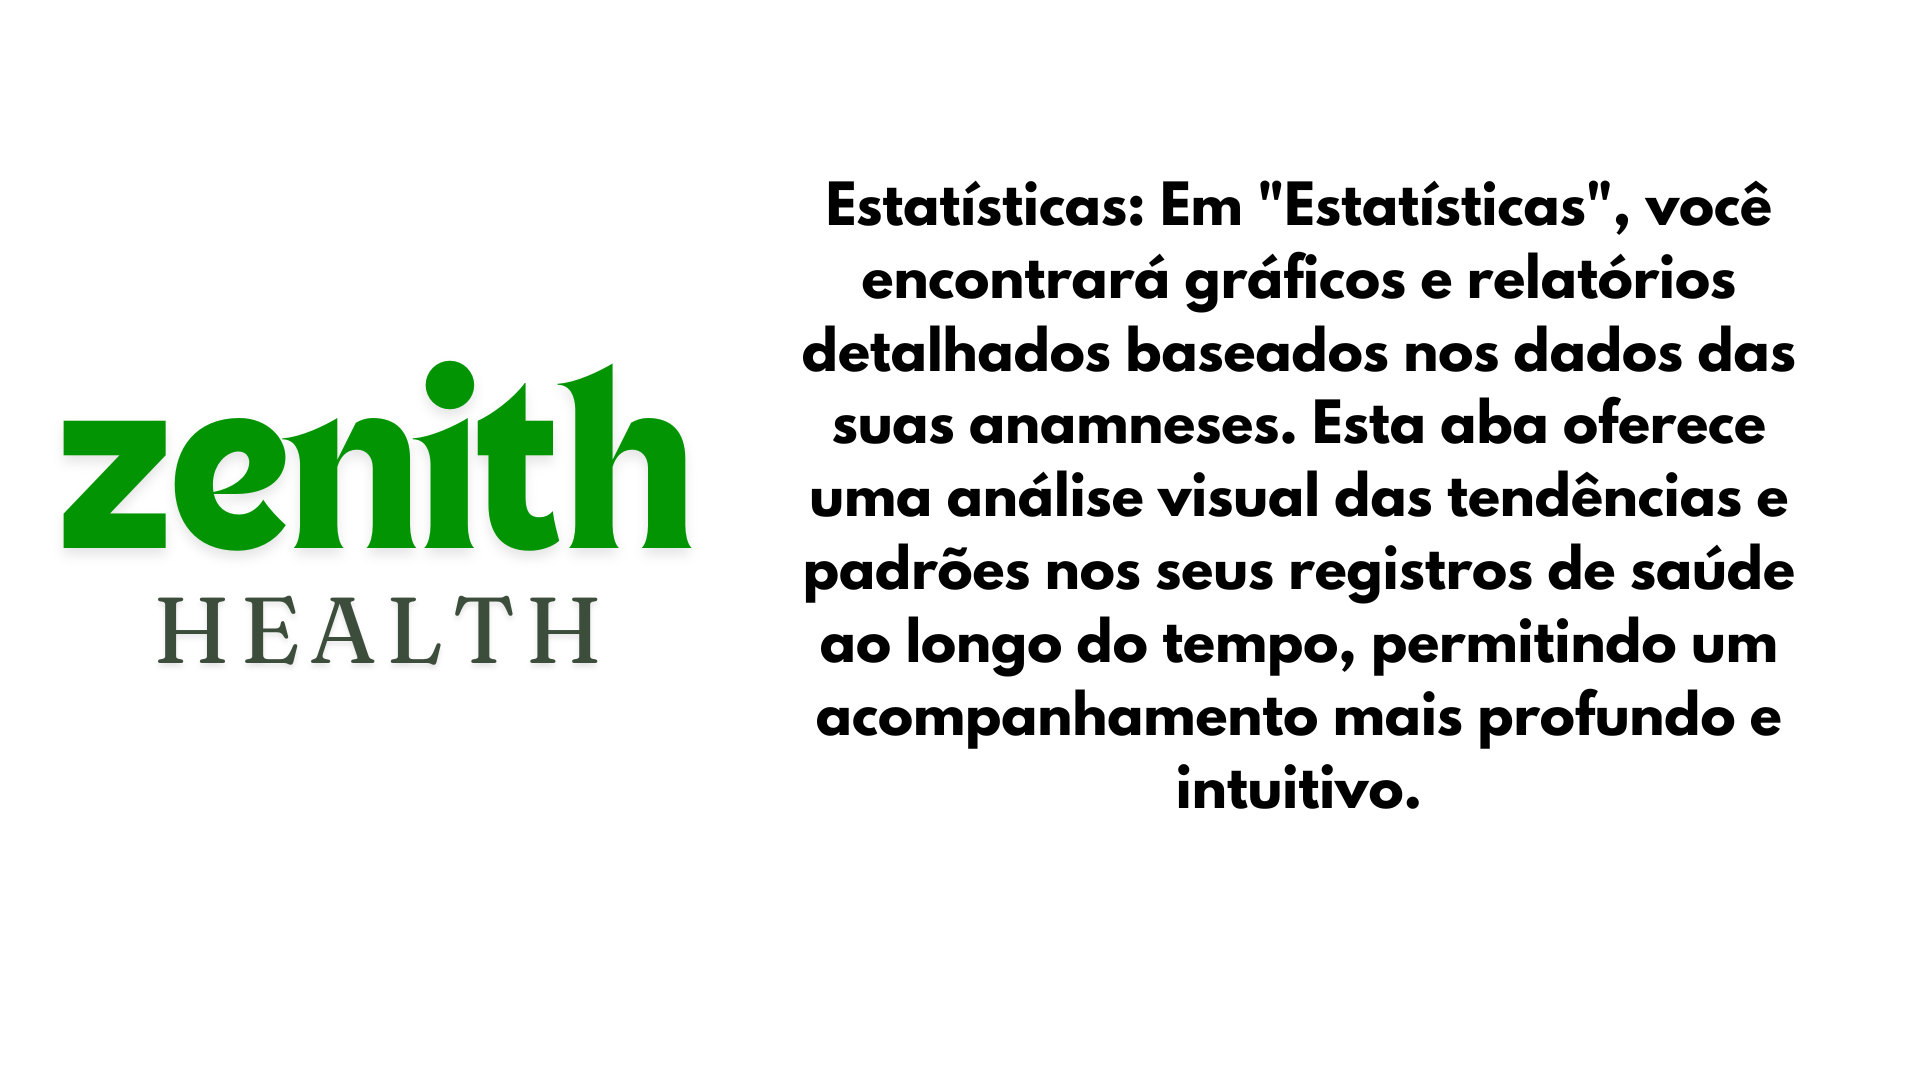 zenith
HEALTH
Estatísticas: Em "Estatísticas", você
encontrará gráficos e relatórios
detalhados baseados nos dados das
suas anamneses. Esta aba oferece
uma análise visual das tendências e
padrões nos seus registros de saúde
ao longo do tempo, permitindo um
acompanhamento mais profundo e
intuitivo.